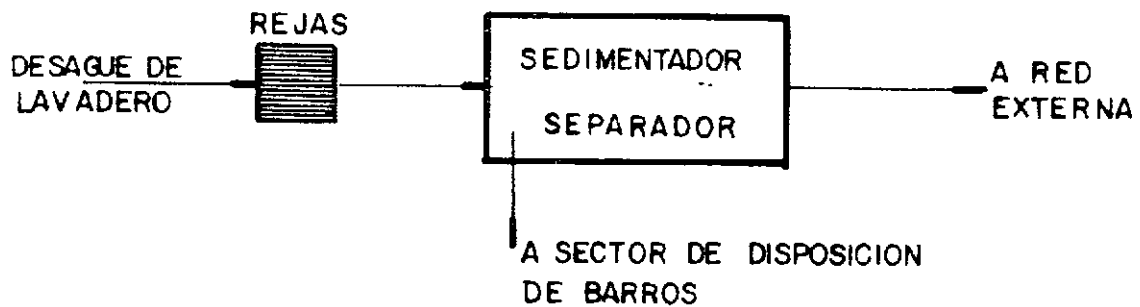 REJAS
DESAGUE DE
LAVADERO
SEDIMENTADOR
SEPARADOR
A RED
EXTERNA
A SECTOR DE DISPOSICION
DE BARROS